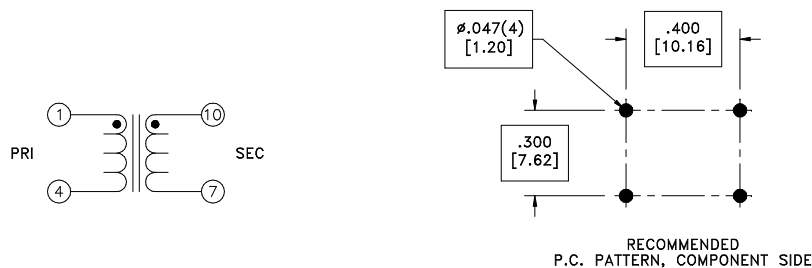 1
4
PRI
10
7
SEC
ø.047(4)
[1.20]
.400
[10.16]
.300
[7.62]
RECOMMENDED
P.C. PATTERN, COMPONENT SIDE